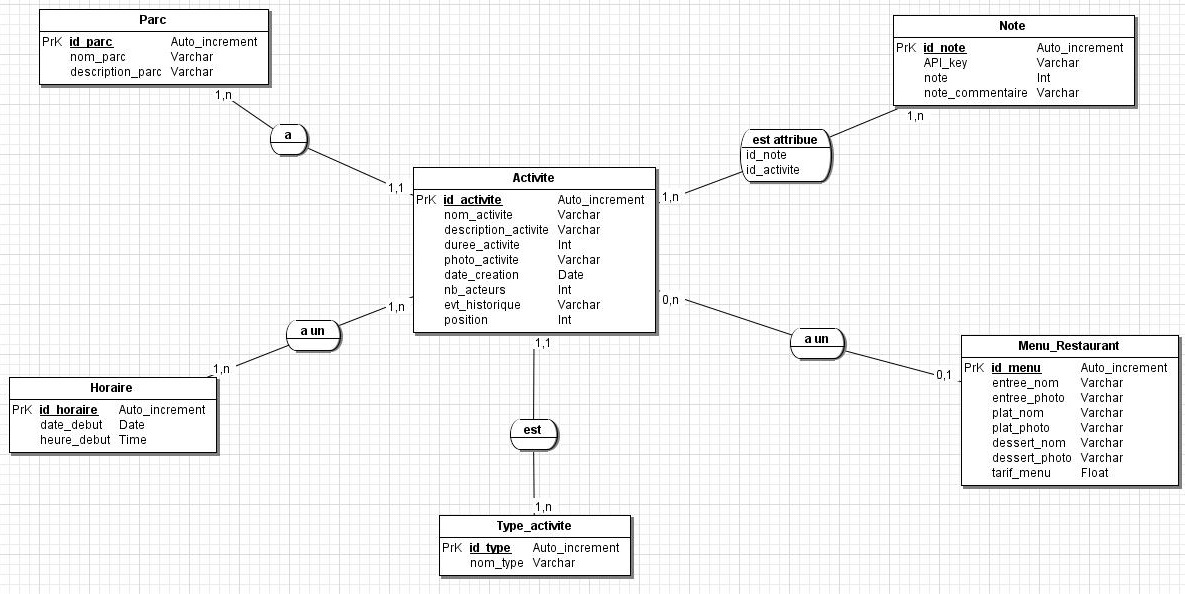 Parc
PrK id_parc Auto_increment
nom_parc Varchar
description_parc Varchar
1,n
a
1,1
Note
PrK id_note Auto_increment
API_key Varchar
note Int
note_commentaire Varchar
1,n
est attribue
id_note
id_activite
1,n
Activite
PrK id_activite Auto_increment
nom_activite Varchar
description_activite Varchar
duree_activite Int
photo_activite Varchar
date_creation Date
nb_acteurs Int
evt_historique Varchar
position Int
1,n
a un
1,n
Horaire
PrK id_horaire Auto_increment
date_debut Date
heure_debut Time
0,n
a un
0,1
Menu_Restaurant
PrK id_menu Auto_increment
entree_nom Varchar
entree_photo Varchar
plat_nom Varchar
plat_photo Varchar
dessert_nom Varchar
dessert_photo Varchar
tarif_menu Float
1,1
est
1,n
Type_activite
PrK id_type Auto_increment
nom_type Varchar